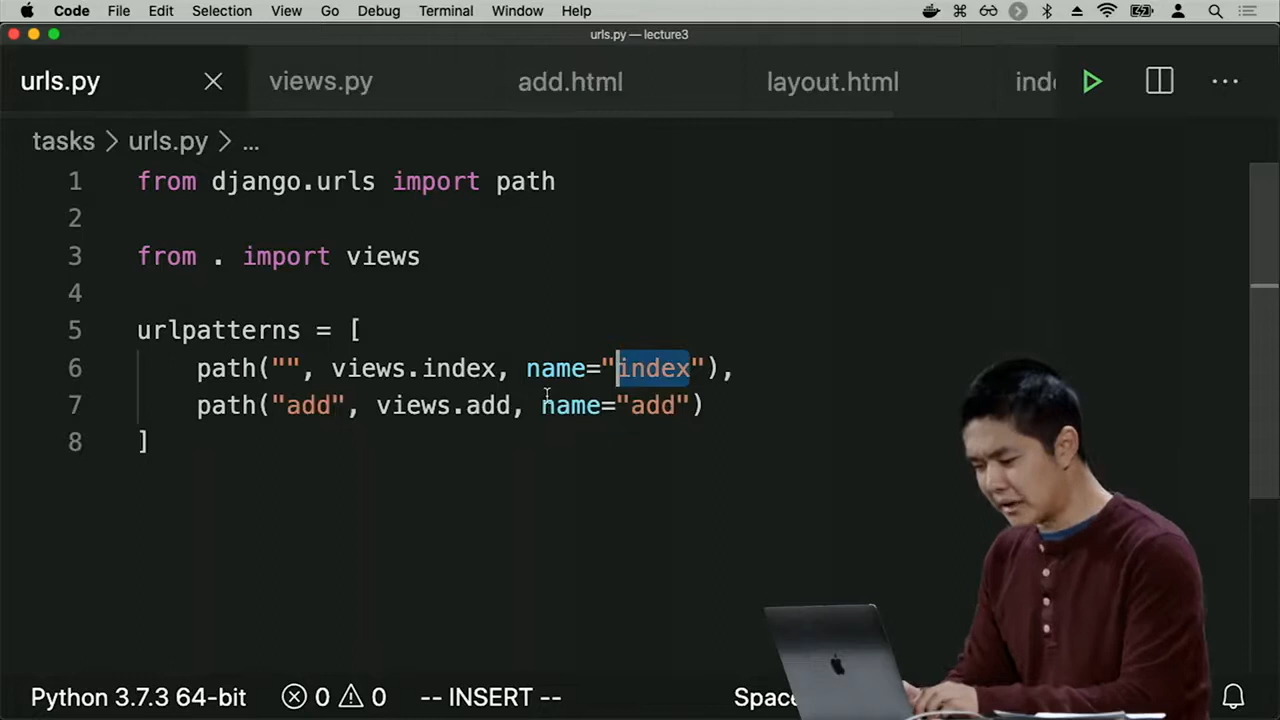 Code File Edit Selection View Go Debug Terminal Window Help
urls.py — lecture3
urls.py views.py add.html layout.html
tasks > urls.py > ...
1 from django.urls import path
2
3 from . import views
4
5 urlpatterns = [
6 path("", views.index, name="index"),
7 path("add", views.add, name="add")
8 ]
Python 3.7.3 64-bit 0 0 -- INSERT --